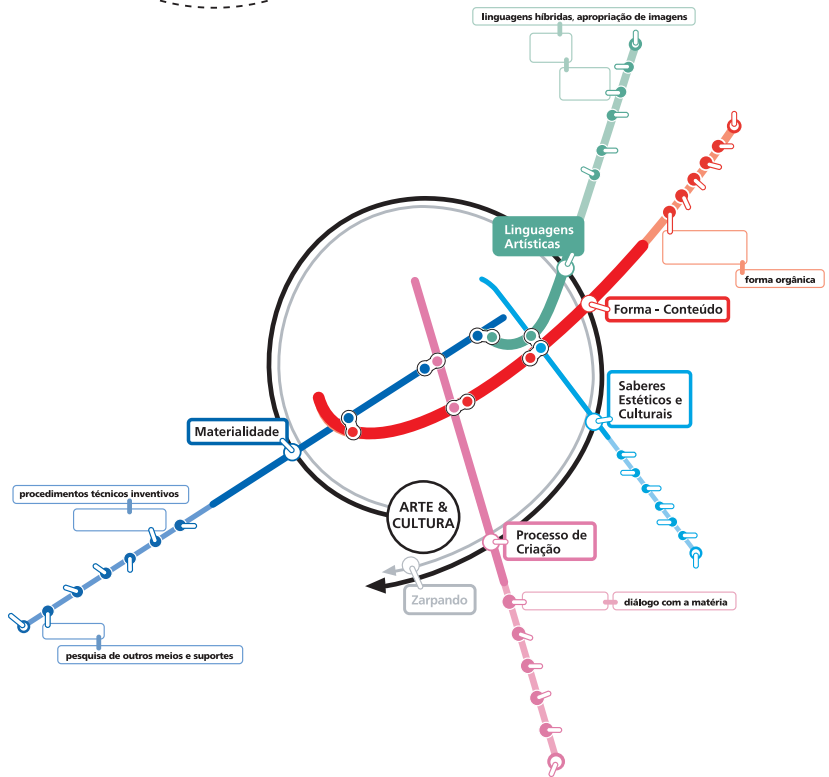 linguagens híbridas, apropriação de imagens
Linguagens
Artísticas
forma orgânica
Forma - Conteúdo
Saberes
Estéticos e
Culturais
Materialidade
procedimentos técnicos inventivos
ARTE &
CULTURA
Processo de
Criação
Zarpando
diálogo com a matéria
pesquisa de outros meios e suportes